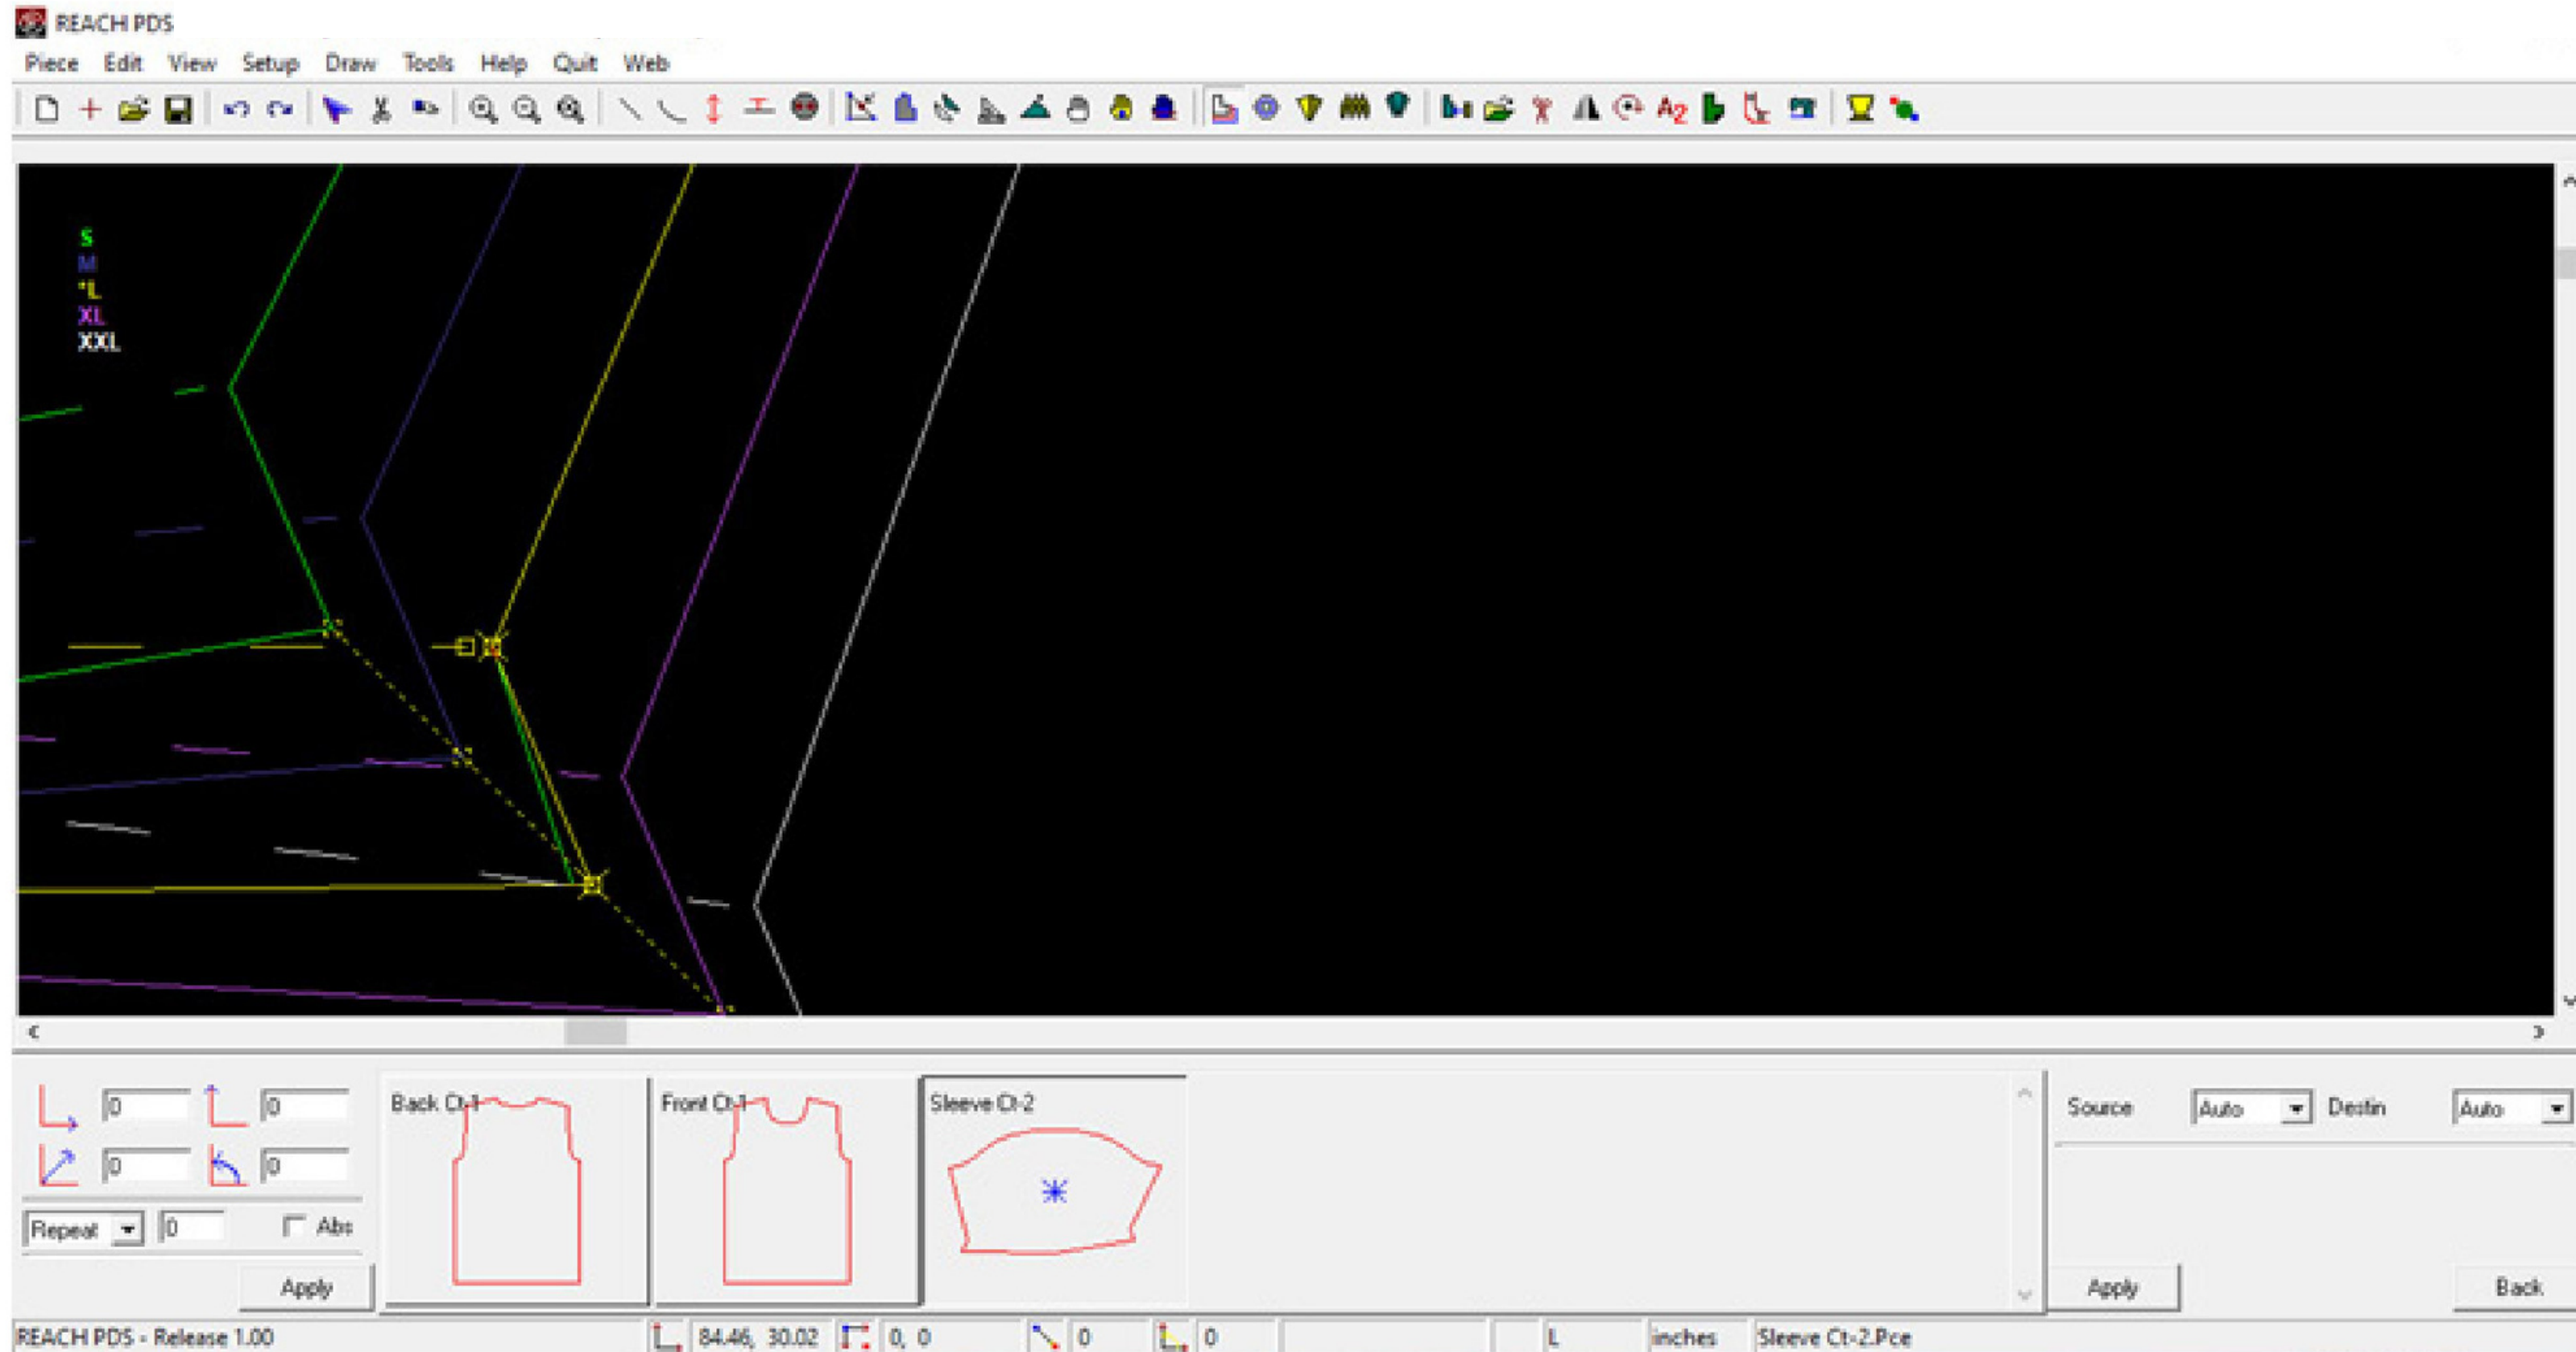 REACH PDS
Piece Edit View Setup Draw Tools Help Quit Web
A2
S
M
*L
XL
XXL
0 0
Back Ct-1 Front Ct-1 Sleeve Ct-2
Source Auto Destin Auto
0 0
Repeat 0 Abs
Apply Apply Back
REACH PDS - Release 1.00 84.46, 30.02 0, 0 0 0 L inches Sleeve Ct-2.Pce